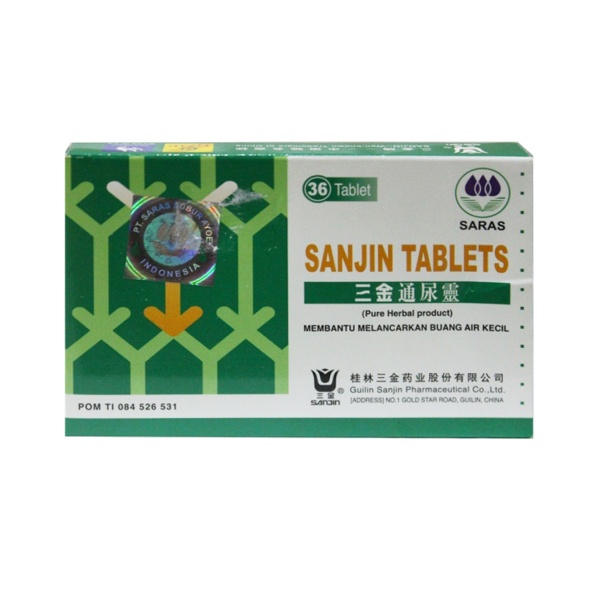 36 Tablet
SARAS
SANJIN TABLETS
三金通尿靈
(Pure Herbal product)
MEMBANTU MELANCARKAN BUANG AIR KECIL
三金
SANJIN
桂林三金药业股份有限公司
Guilin Sanjin Pharmaceutical Co.,Ltd.
[ADDRESS] NO.1 GOLD STAR ROAD, GUILIN, CHINA
PT. SARAS SUBUR AYOE
INDONESIA
POM TI 084 526 531